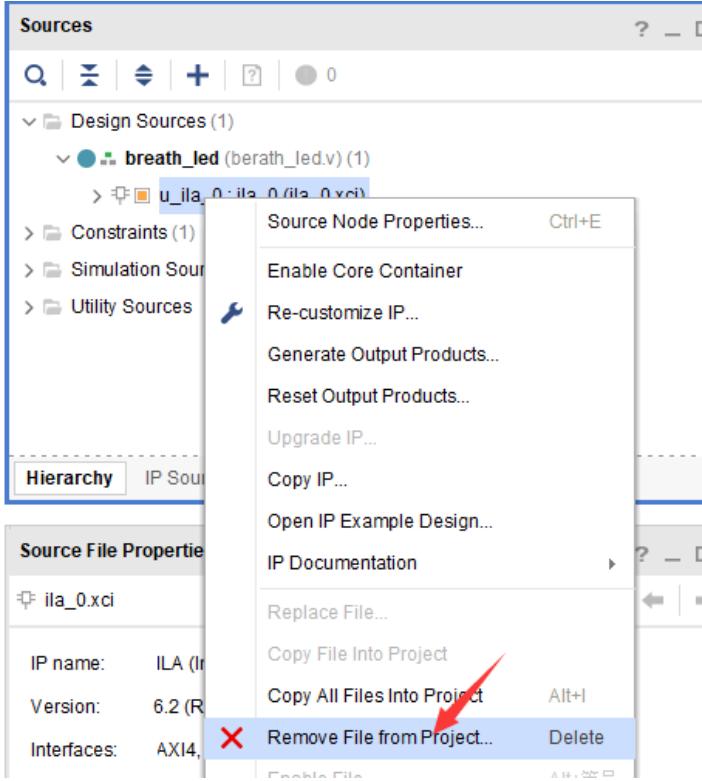 Sources
?
0
Design Sources (1)
breath_led (berath_led.v) (1)
u_ila_0 : ila_0 (ila_0.xci)
Source Node Properties... Ctrl+E
Constraints (1)
Enable Core Container
Simulation Sour
Utility Sources
Re-customize IP...
Generate Output Products...
Reset Output Products...
Upgrade IP...
Hierarchy IP Sour
Copy IP...
Open IP Example Design...
Source File Propertie ?
IP Documentation
ila_0.xci
Replace File...
Copy File Into Project
IP name: ILA (I
Copy All Files Into Project Alt+I
Version: 6.2 (R
Remove File from Project... Delete
Interfaces: AXI4,
Enable File